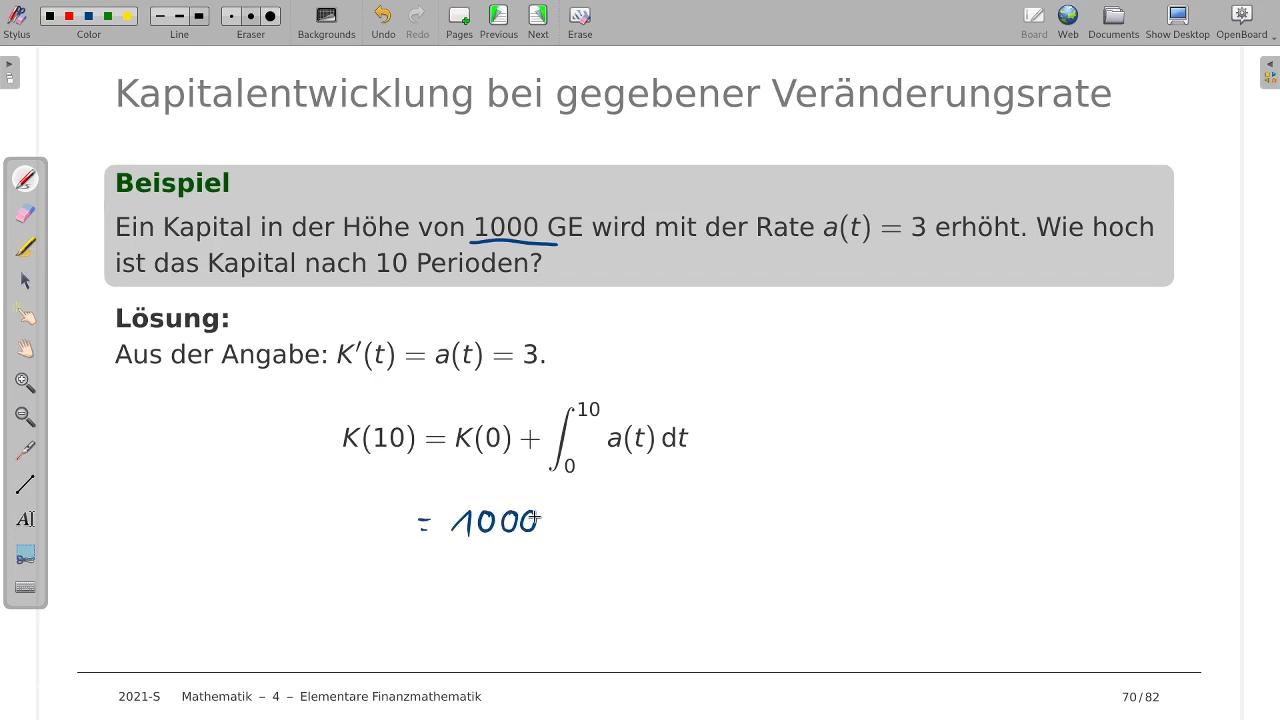 Stylus Color Line Eraser Backgrounds Undo Redo Pages Previous Next Erase Board Web Documents Show Desktop OpenBoard
Kapitalentwicklung bei gegebener Veränderungsrate
Beispiel
Ein Kapital in der Höhe von 1000 GE wird mit der Rate a(t) = 3 erhöht. Wie hoch
ist das Kapital nach 10 Perioden?
Lösung:
Aus der Angabe: K′(t) = a(t) = 3.
K(10) = K(0) + ∫₀¹⁰ a(t) dt
= 1000
2021-S Mathematik – 4 – Elementare Finanzmathematik 70 / 82